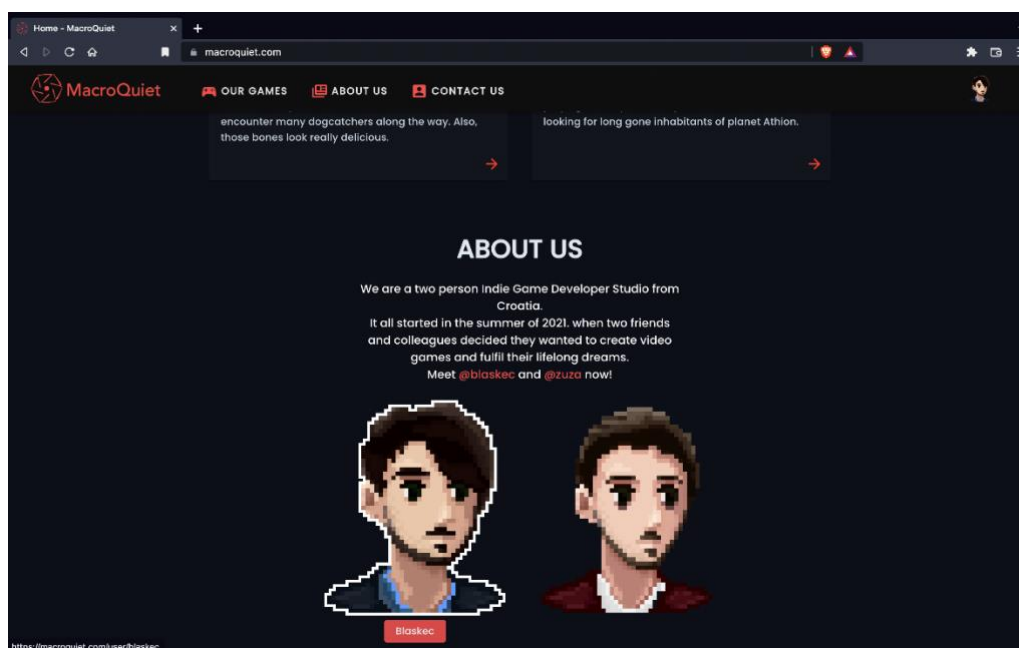 Home - MacroQuiet
macroquiet.com
MacroQuiet
OUR GAMES
ABOUT US
CONTACT US
encounter many dogcatchers along the way. Also,
those bones look really delicious.
looking for long gone inhabitants of planet Athion.
ABOUT US
We are a two person Indie Game Developer Studio from
Croatia.
It all started in the summer of 2021. when two friends
and colleagues decided they wanted to create video
games and fulfil their lifelong dreams.
Meet @blaskec and @zuza now!
Blaskec
https://macroquiet.com/user/blaskec